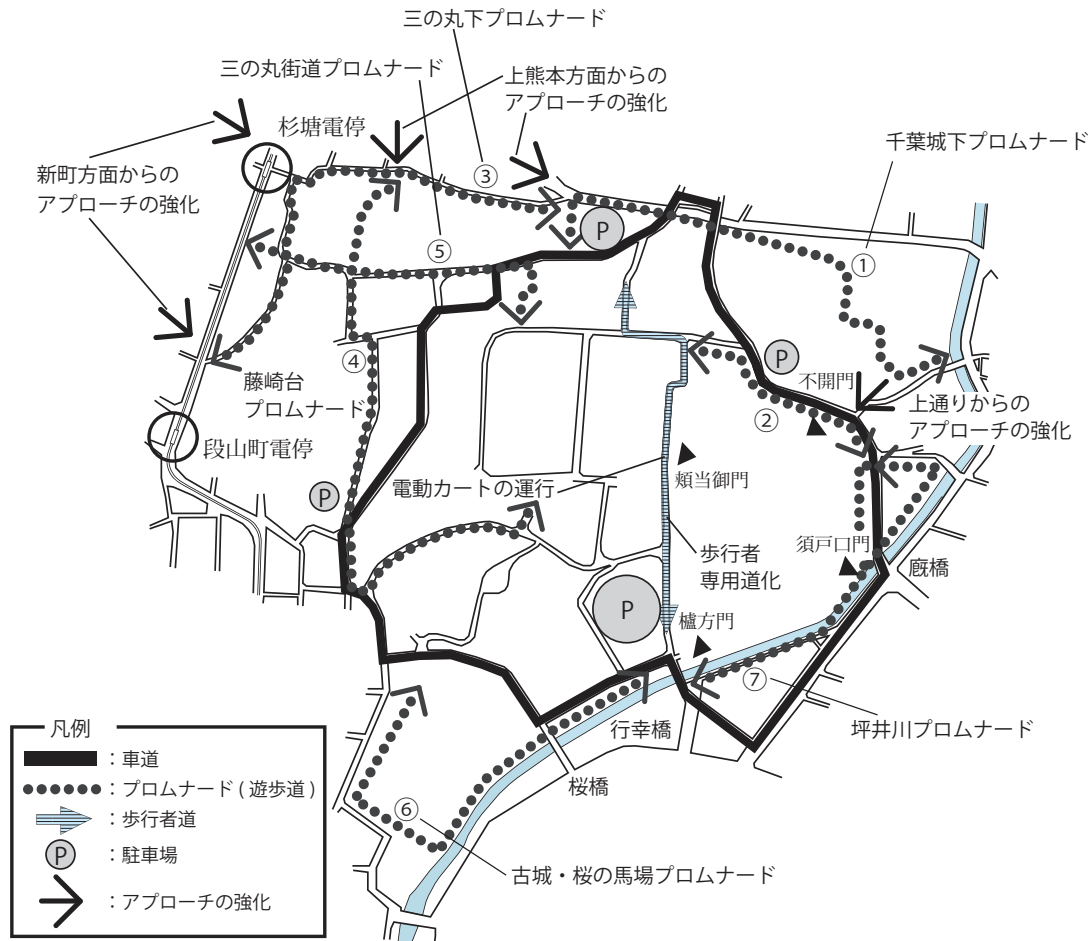 三の丸下プロムナード
三の丸街道プロムナード
上熊本方面からの
アプローチの強化
杉塘電停
千葉城下プロムナード
新町方面からの
アプローチの強化
③
P
⑤
①
④
P
不開門
藤崎台
プロムナード
②
上通りからの
アプローチの強化
段山町電停
頬当御門
電動カートの運行
P
須戸口門
歩行者
専用道化
厩橋
P
櫨方門
⑦
行幸橋
坪井川プロムナード
桜橋
⑥
古城・桜の馬場プロムナード
凡例
:車道
:プロムナード(遊歩道)
:歩行者道
P
:駐車場
:アプローチの強化